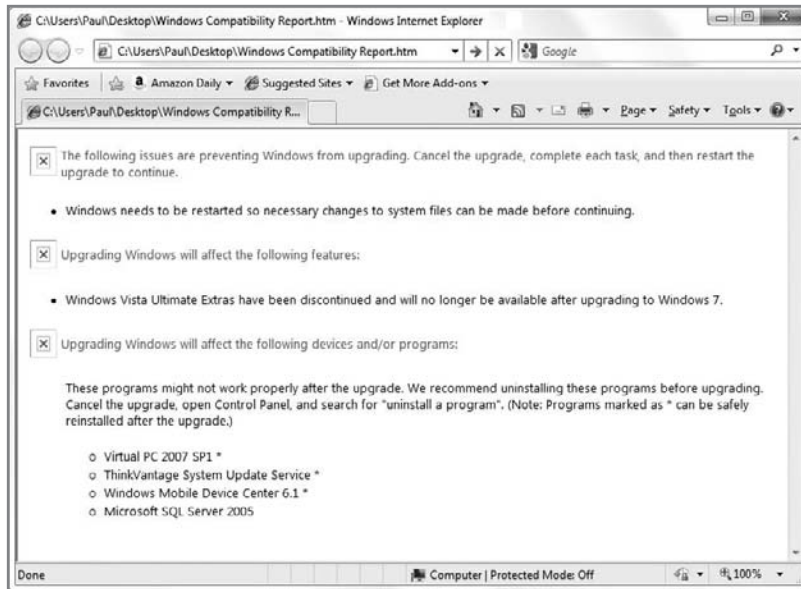 C:\Users\Paul\Desktop\Windows Compatibility Report.htm - Windows Internet Explorer
C:\Users\Paul\Desktop\Windows Compatibility Report.htm
Google
Favorites
Amazon Daily
Suggested Sites
Get More Add-ons
C:\Users\Paul\Desktop\Windows Compatibility R...
Page
Safety
Tools
The following issues are preventing Windows from upgrading. Cancel the upgrade, complete each task, and then restart the
upgrade to continue.
• Windows needs to be restarted so necessary changes to system files can be made before continuing.
Upgrading Windows will affect the following features:
• Windows Vista Ultimate Extras have been discontinued and will no longer be available after upgrading to Windows 7.
Upgrading Windows will affect the following devices and/or programs:
These programs might not work properly after the upgrade. We recommend uninstalling these programs before upgrading.
Cancel the upgrade, open Control Panel, and search for "uninstall a program". (Note: Programs marked as * can be safely
reinstalled after the upgrade.)
o Virtual PC 2007 SP1 *
o ThinkVantage System Update Service *
o Windows Mobile Device Center 6.1 *
o Microsoft SQL Server 2005
Done
Computer | Protected Mode: Off
100%